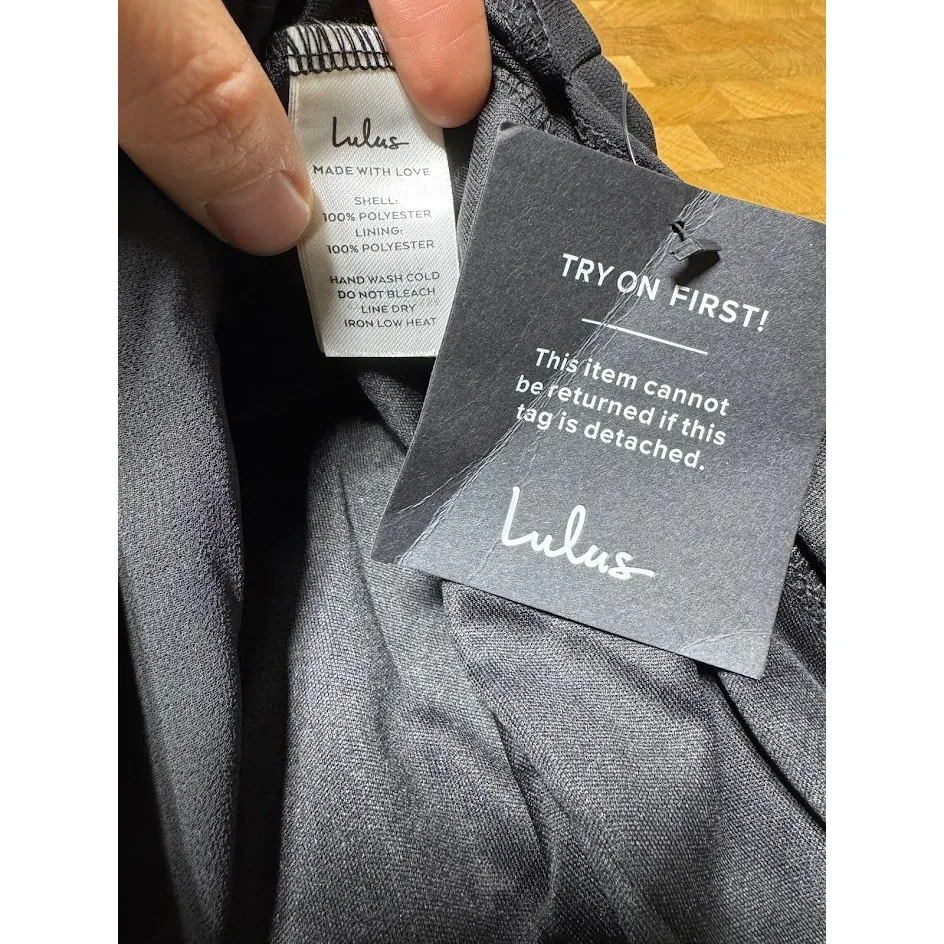 Lulus
MADE WITH LOVE
SHELL:
100% POLYESTER
LINING:
100% POLYESTER
HAND WASH COLD
DO NOT BLEACH
LINE DRY
IRON LOW HEAT
TRY ON FIRST!
This item cannot
be returned if this
tag is detached.
Lulus